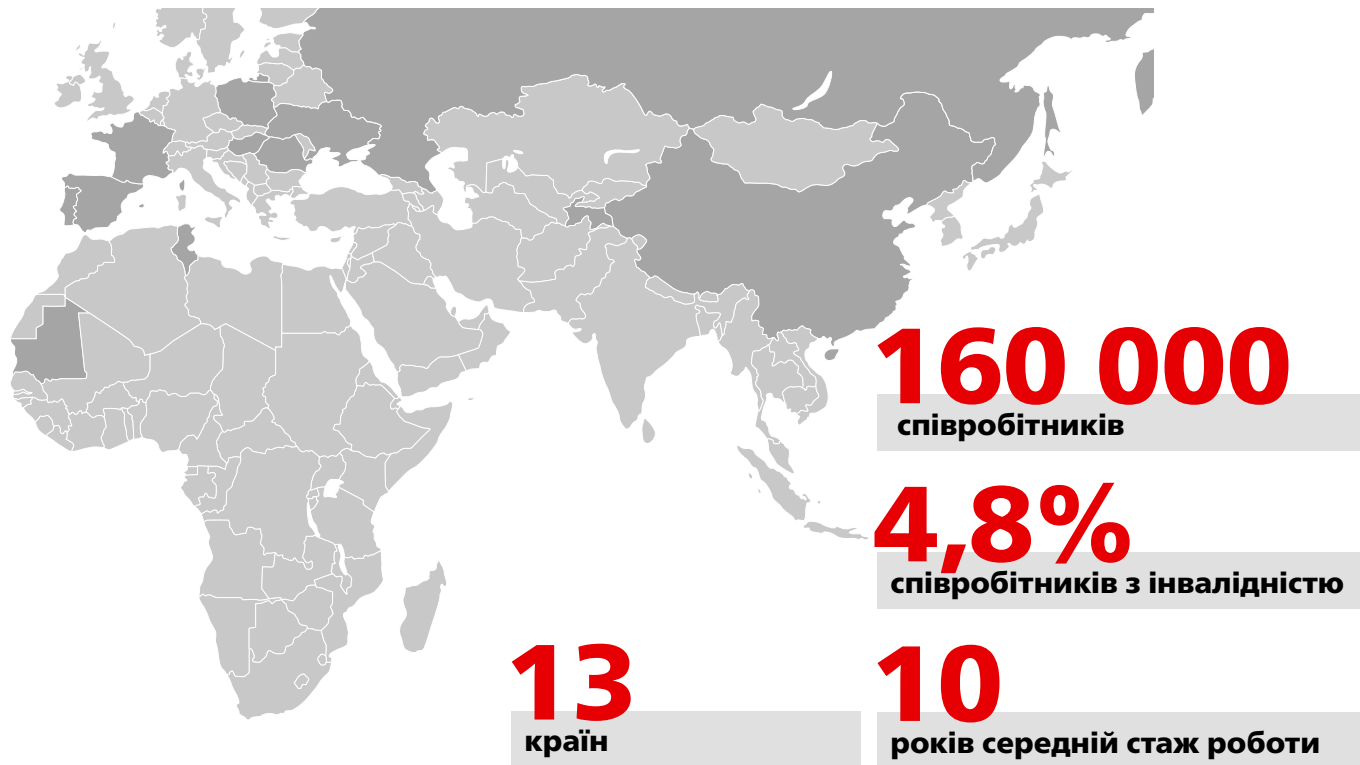 160 000
співробітників
4,8%
співробітників з інвалідністю
13
країн
10
років середній стаж роботи